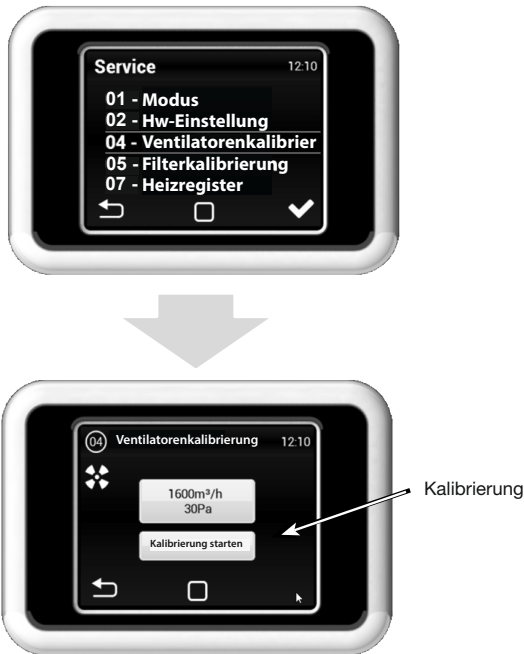 Service 12:10
01 - Modus
02 - Hw-Einstellung
04 - Ventilatorenkalibrier
05 - Filterkalibrierung
07 - Heizregister
04 Ventilatorenkalibrierung 12:10
1600m³/h
30Pa
Kalibrierung starten
Kalibrierung